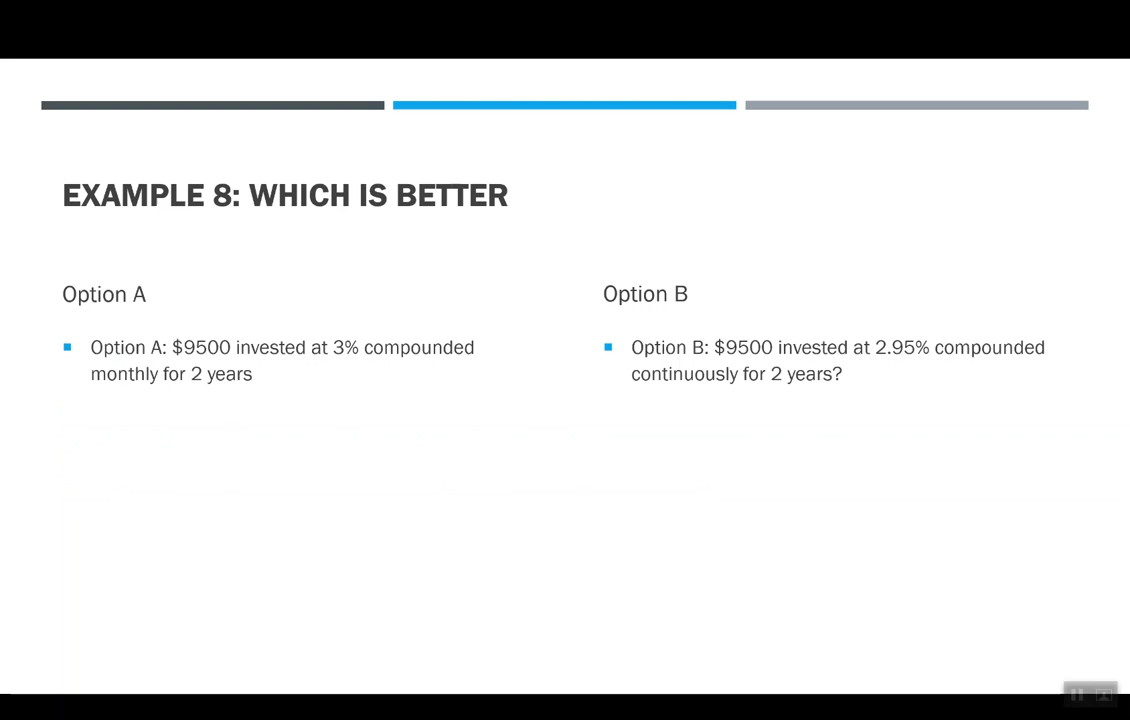 EXAMPLE 8: WHICH IS BETTER
Option A
Option A: $9500 invested at 3% compounded
monthly for 2 years
Option B
Option B: $9500 invested at 2.95% compounded
continuously for 2 years?